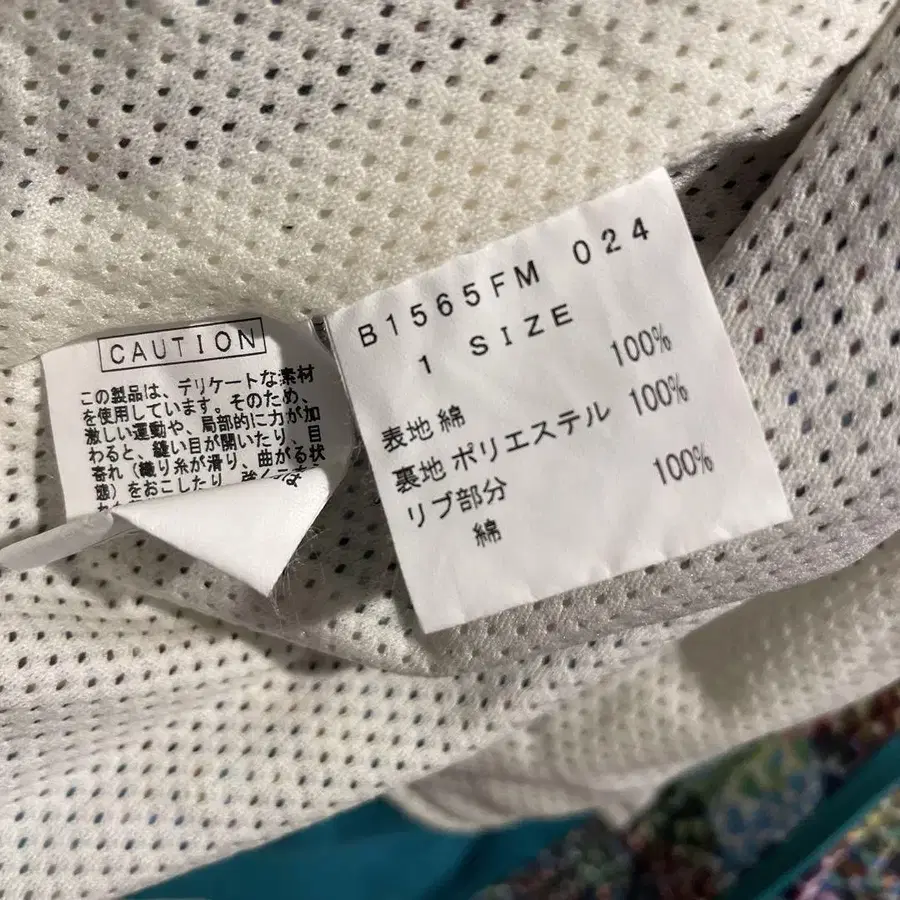 CAUTION
この製品は、デリケートな素材
を使用しています。そのため、
激しい運動や、局部的に力が加
わると、縫い目が開いたり、目
寄れ（織り糸が滑り、曲がる状
態）をおこしたり、
B1565FM 024
1 SIZE
表地 綿 100%
裏地 ポリエステル 100%
リブ部分
綿 100%